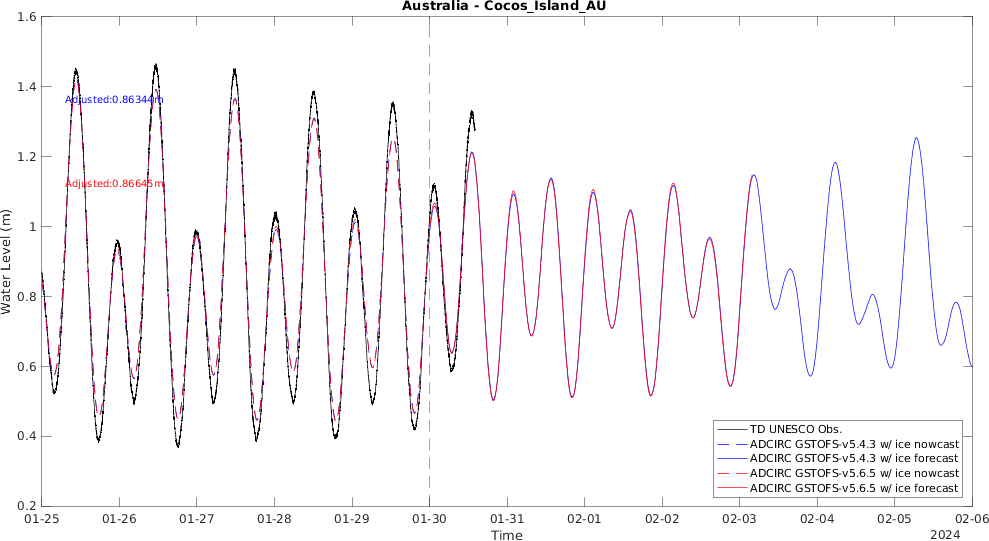 Australia - Cocos_Island_AU
1.6
1.4
1.2
1
0.8
0.6
0.4
0.2
Water Level (m)
Adjusted:0.86344m
Adjusted:0.86645m
TD UNESCO Obs.
ADCIRC GSTOFS-v5.4.3 w/ ice nowcast
ADCIRC GSTOFS-v5.4.3 w/ ice forecast
ADCIRC GSTOFS-v5.6.5 w/ ice nowcast
ADCIRC GSTOFS-v5.6.5 w/ ice forecast
01-25 01-26 01-27 01-28 01-29 01-30 01-31 02-01 02-02 02-03 02-04 02-05 02-06
Time
2024